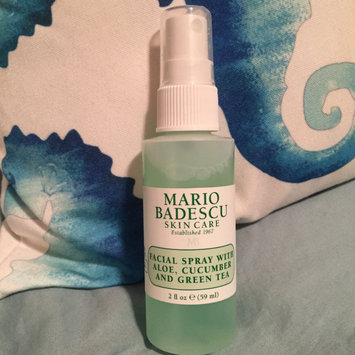 MARIO
BADESCU
SKIN CARE
Established 1967
FACIAL SPRAY WITH
ALOE, CUCUMBER
AND GREEN TEA
2 fl oz ℮ (59 ml)